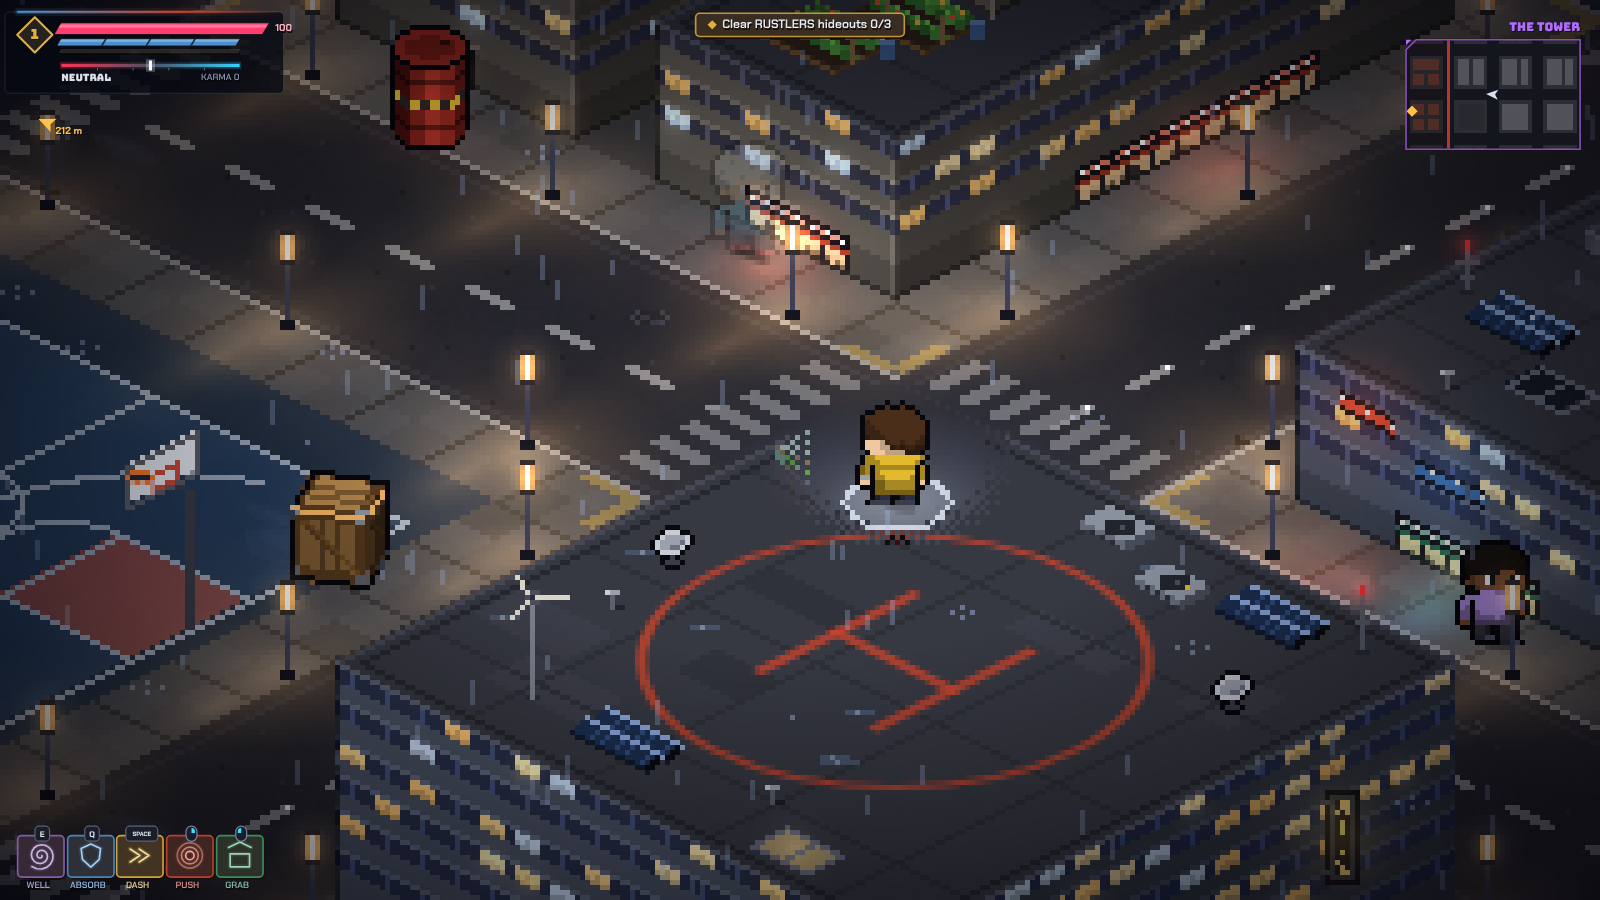 1
100
NEUTRAL
KARMA 0
Clear RUSTLERS hideouts 0/3
THE TOWER
212 m
H
E
Q
SPACE
WELL
ABSORB
DASH
PUSH
GRAB